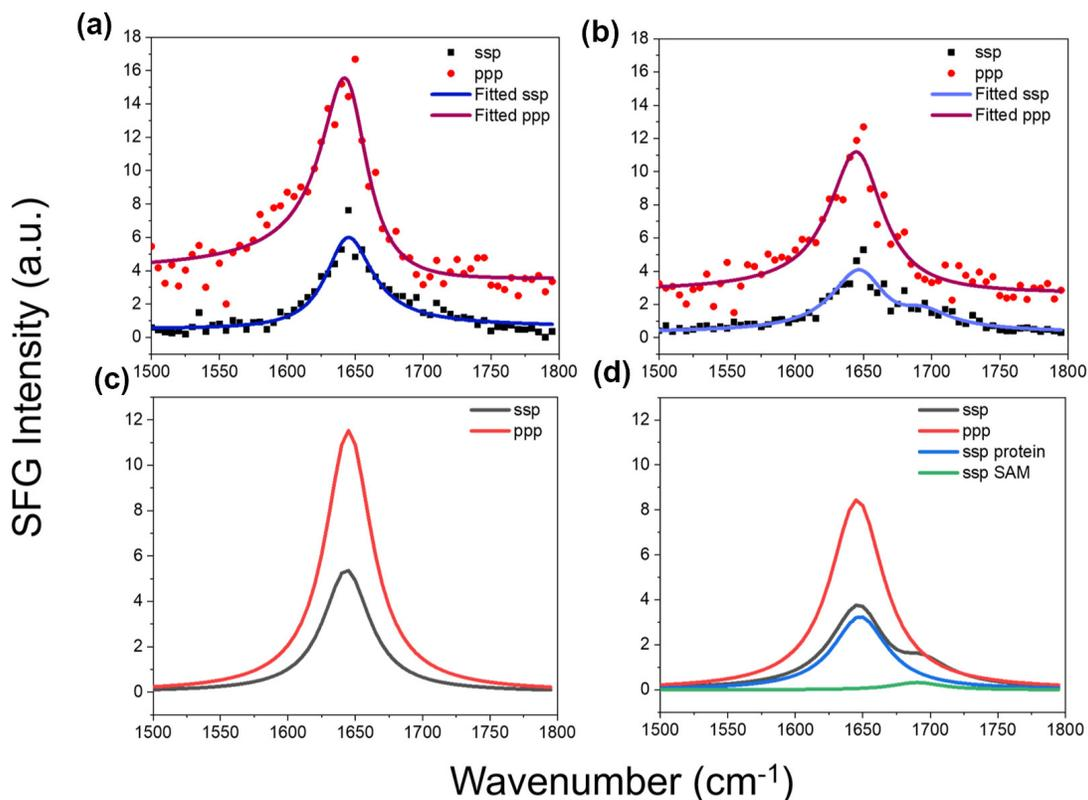 (a)
18
16
14
12
10
8
6
4
2
0
ssp
ppp
Fitted ssp
Fitted ppp
1500 1550 1600 1650 1700 1750 1800
(b)
18
16
14
12
10
8
6
4
2
0
ssp
ppp
Fitted ssp
Fitted ppp
1500 1550 1600 1650 1700 1750 1800
(c)
12
10
8
6
4
2
0
ssp
ppp
1500 1550 1600 1650 1700 1750 1800
(d)
12
10
8
6
4
2
0
ssp
ppp
ssp protein
ssp SAM
1500 1550 1600 1650 1700 1750 1800
SFG Intensity (a.u.)
Wavenumber (cm-1)